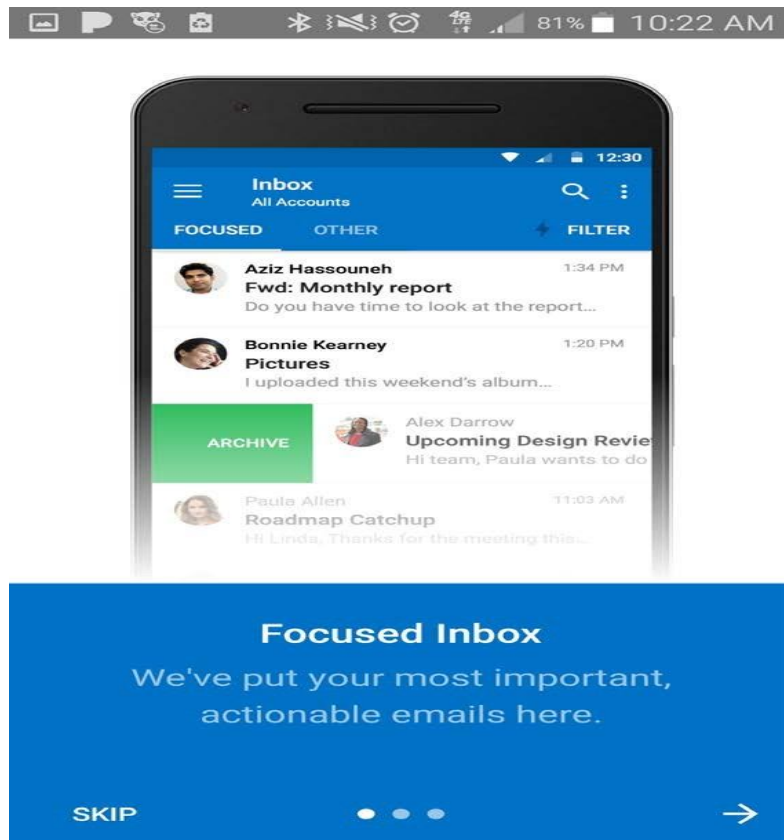 4G LTE 81% 10:22 AM
12:30
Inbox
All Accounts
FOCUSED OTHER FILTER
Aziz Hassouneh 1:34 PM
Fwd: Monthly report
Do you have time to look at the report...
Bonnie Kearney 1:20 PM
Pictures
I uploaded this weekend's album...
ARCHIVE
Alex Darrow
Upcoming Design Revie
Hi team, Paula wants to do
Paula Allen 11:03 AM
Roadmap Catchup
Hi Linda, Thanks for the meeting this...
Focused Inbox
We've put your most important,
actionable emails here.
SKIP